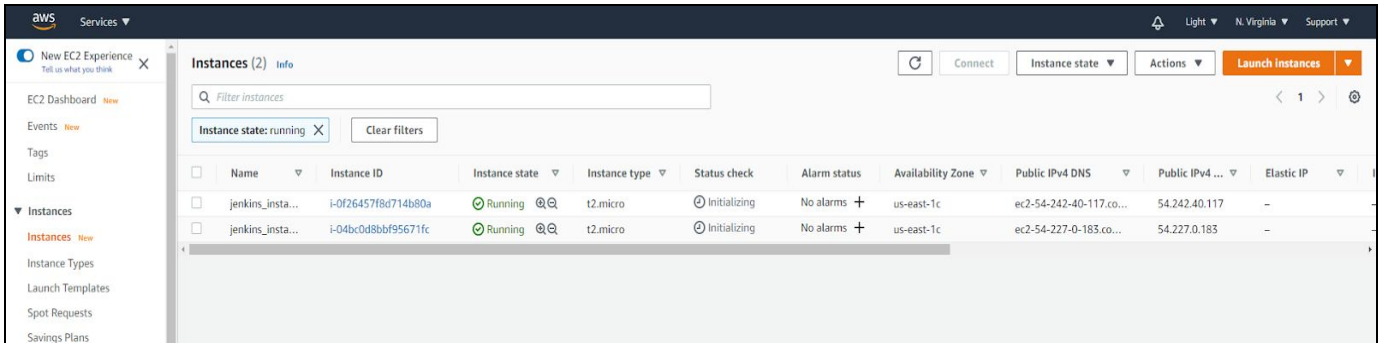 aws Services ▼ Light ▼ N. Virginia ▼ Support ▼
New EC2 Experience
Tell us what you think
EC2 Dashboard New
Events New
Tags
Limits
▼ Instances
Instances New
Instance Types
Launch Templates
Spot Requests
Savings Plans
Instances (2) Info Connect Instance state ▼ Actions ▼ Launch instances ▼
Filter instances < 1 >
Instance state: running X Clear filters
Name Instance ID Instance state Instance type Status check Alarm status Availability Zone Public IPv4 DNS Public IPv4 ... Elastic IP
jenkins_insta... i-0f26457f8d714b80a Running t2.micro Initializing No alarms + us-east-1c ec2-54-242-40-117.co... 54.242.40.117 –
jenkins_insta... i-04bc0d8bbf95671fc Running t2.micro Initializing No alarms + us-east-1c ec2-54-227-0-183.co... 54.227.0.183 –